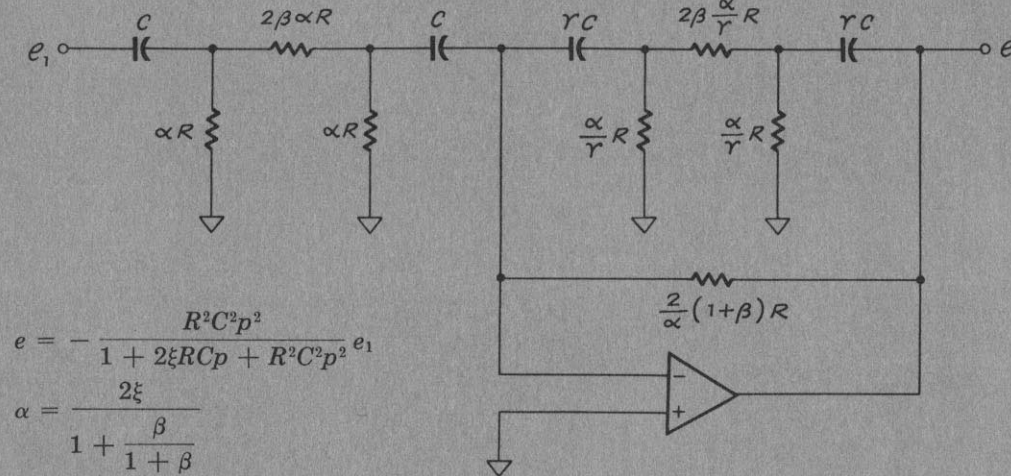 C 2βαR C γC 2β α/γ R γC
e₁ e
αR αR α/γ R α/γ R
2/α (1+β)R
e = − R²C²p² / 1 + 2ξRCp + R²C²p² e₁
− 
α = 2ξ / 1 + β / 1 + β
+